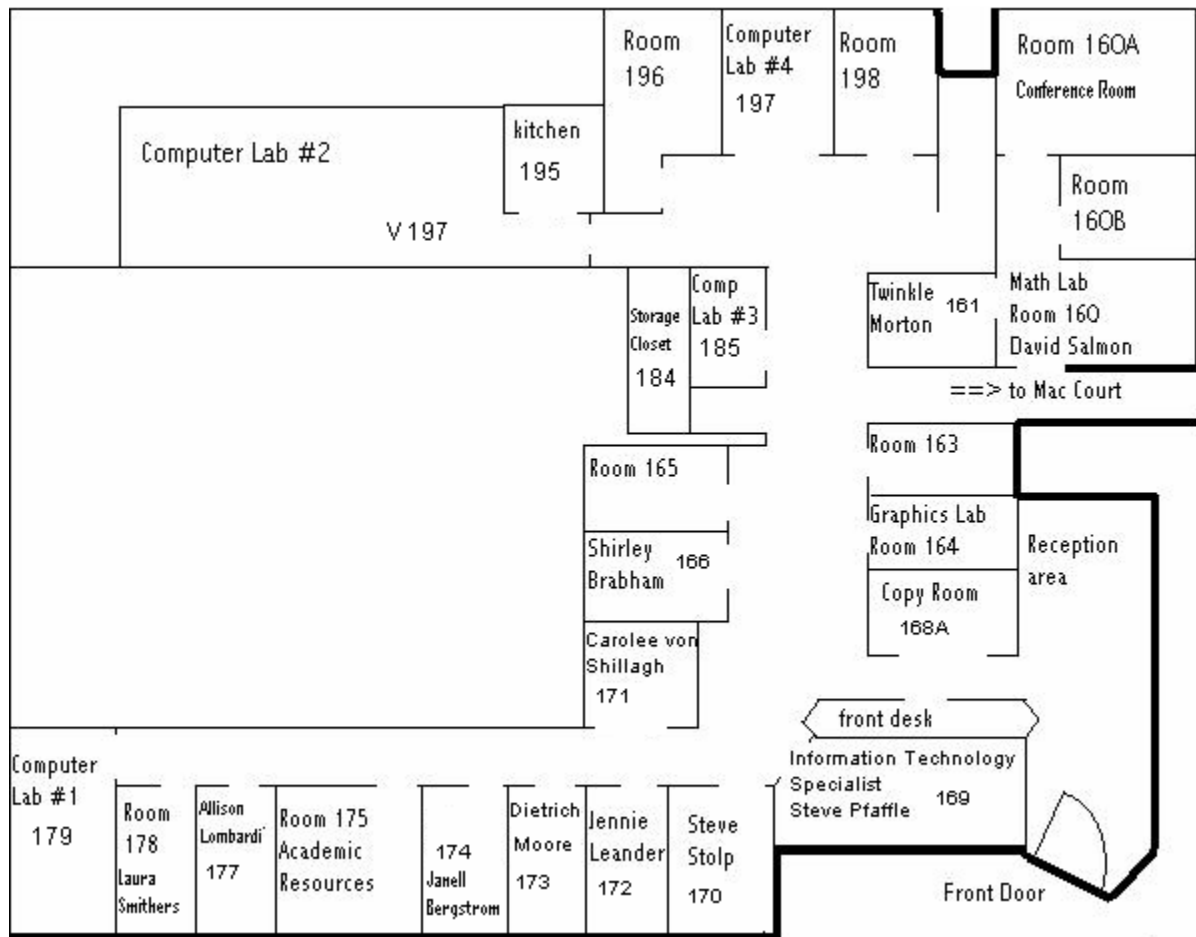 Room
196
Computer
Lab #4
197
Room
198
Room 160A
Conference Room
Computer Lab #2
V 197
kitchen
195
Room
160B
Storage
Closet
184
Comp
Lab #3
185
Twinkle
Morton
161
Math Lab
Room 160
David Salmon
==> to Mac Court
Room 165
Room 163
Shirley
Brabham
166
Graphics Lab
Room 164
Reception
area
Copy Room
168A
Carolee von
Shillagh
171
front desk
Computer
Lab #1
179
Room
178
Laura
Smithers
Allison
Lombardi
177
Room 175
Academic
Resources
174
Janell
Bergstrom
Dietrich
Moore
173
Jennie
Leander
172
Steve
Stolp
170
Information Technology
Specialist
Steve Pfaffle
169
Front Door